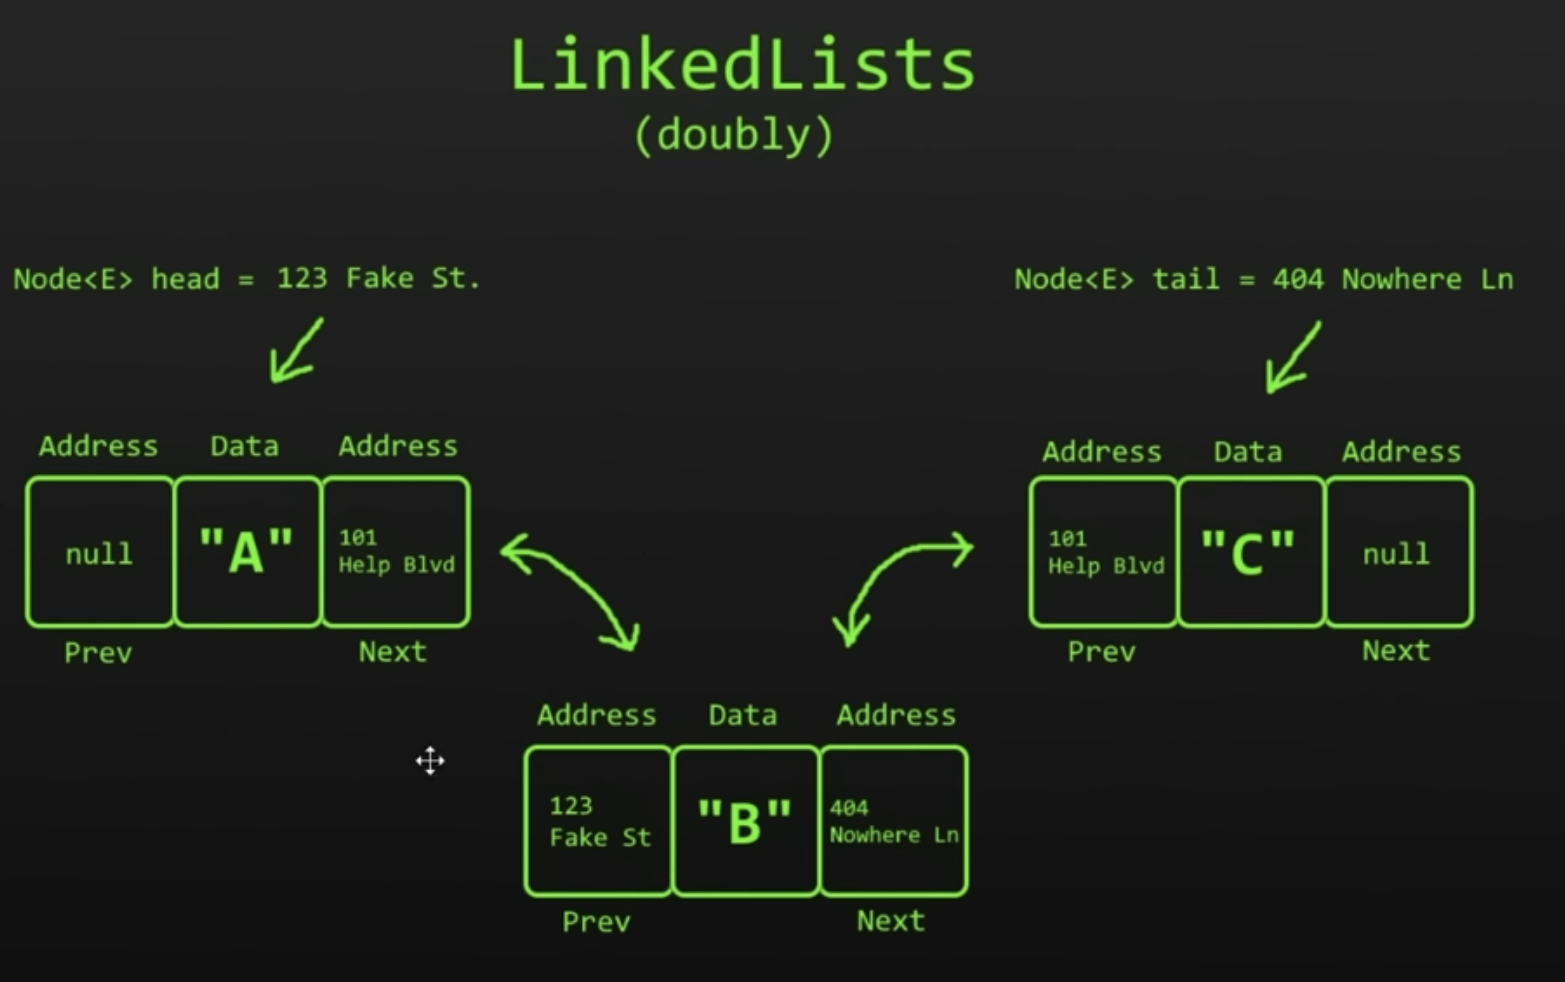 LinkedLists
(doubly)
Node<E> head = 123 Fake St.
Node<E> tail = 404 Nowhere Ln
Address Data Address
null "A" 101
Help Blvd
Prev Next
Address Data Address
101
Help Blvd "C" null
Prev Next
Address Data Address
123
Fake St "B" 404
Nowhere Ln
Prev Next